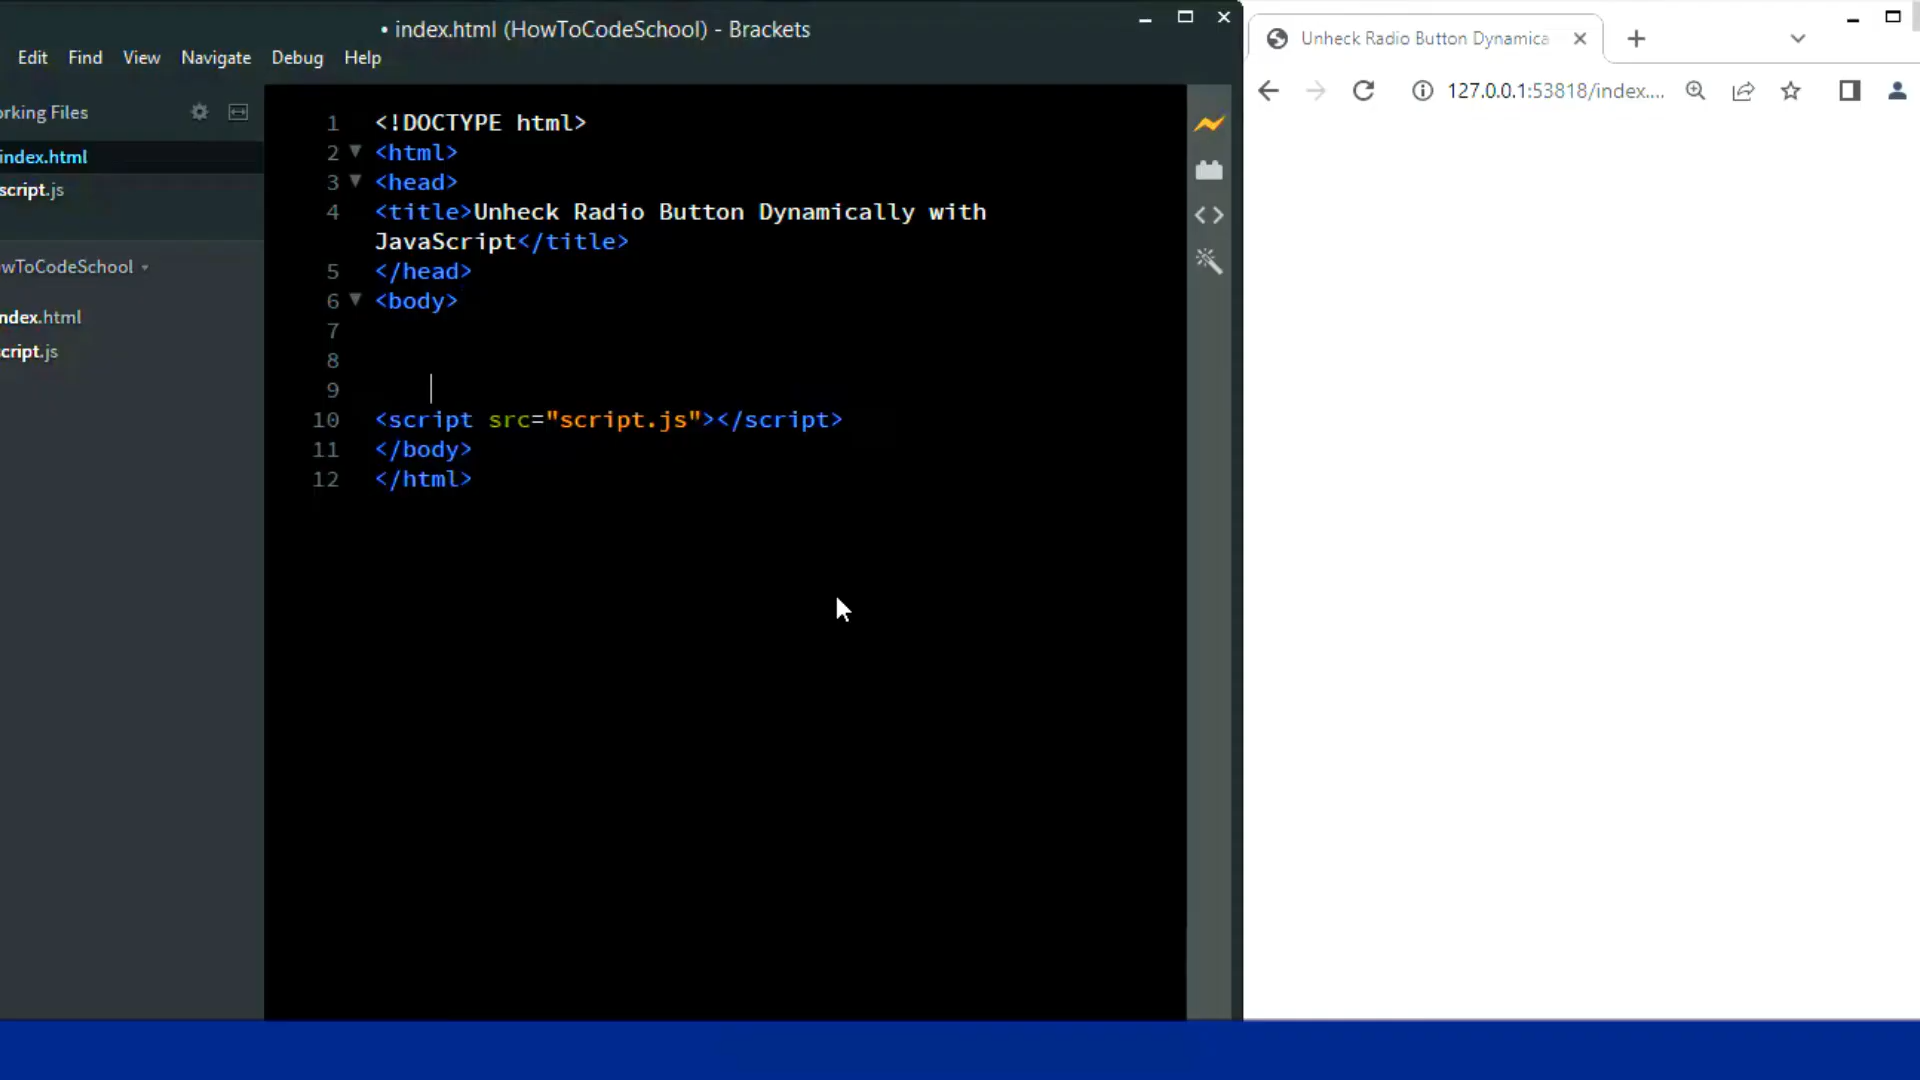 • index.html (HowToCodeSchool) - Brackets
Edit Find View Navigate Debug Help
orking Files
index.html
script.js
wToCodeSchool
ndex.html
cript.js
1 <!DOCTYPE html>
2 <html>
3 <head>
4 <title>Unheck Radio Button Dynamically with
JavaScript</title>
5 </head>
6 <body>
7
8
9
10 <script src="script.js"></script>
11 </body>
12 </html>
Unheck Radio Button Dynamica
127.0.0.1:53818/index....